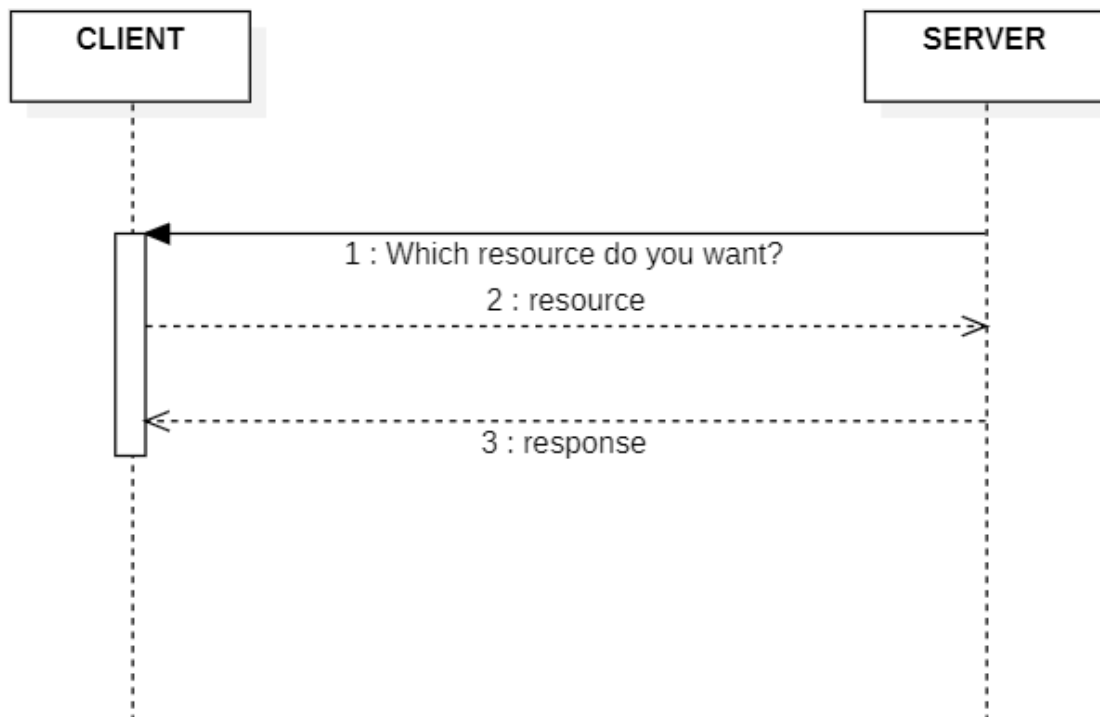 CLIENT
SERVER
1 : Which resource do you want?
2 : resource
3 : response